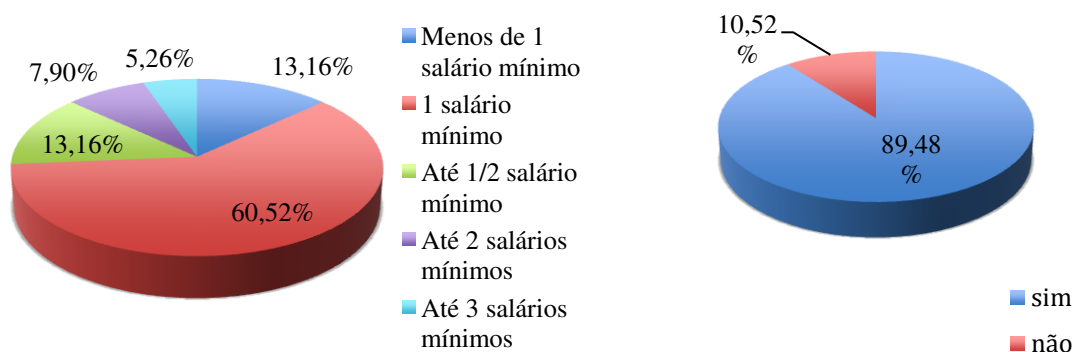 5,26%
7,90%
13,16%
13,16%
60,52%
Menos de 1
salário mínimo
1 salário
mínimo
Até 1/2 salário
mínimo
Até 2 salários
mínimos
Até 3 salários
mínimos
10,52
%
89,48
%
sim
não